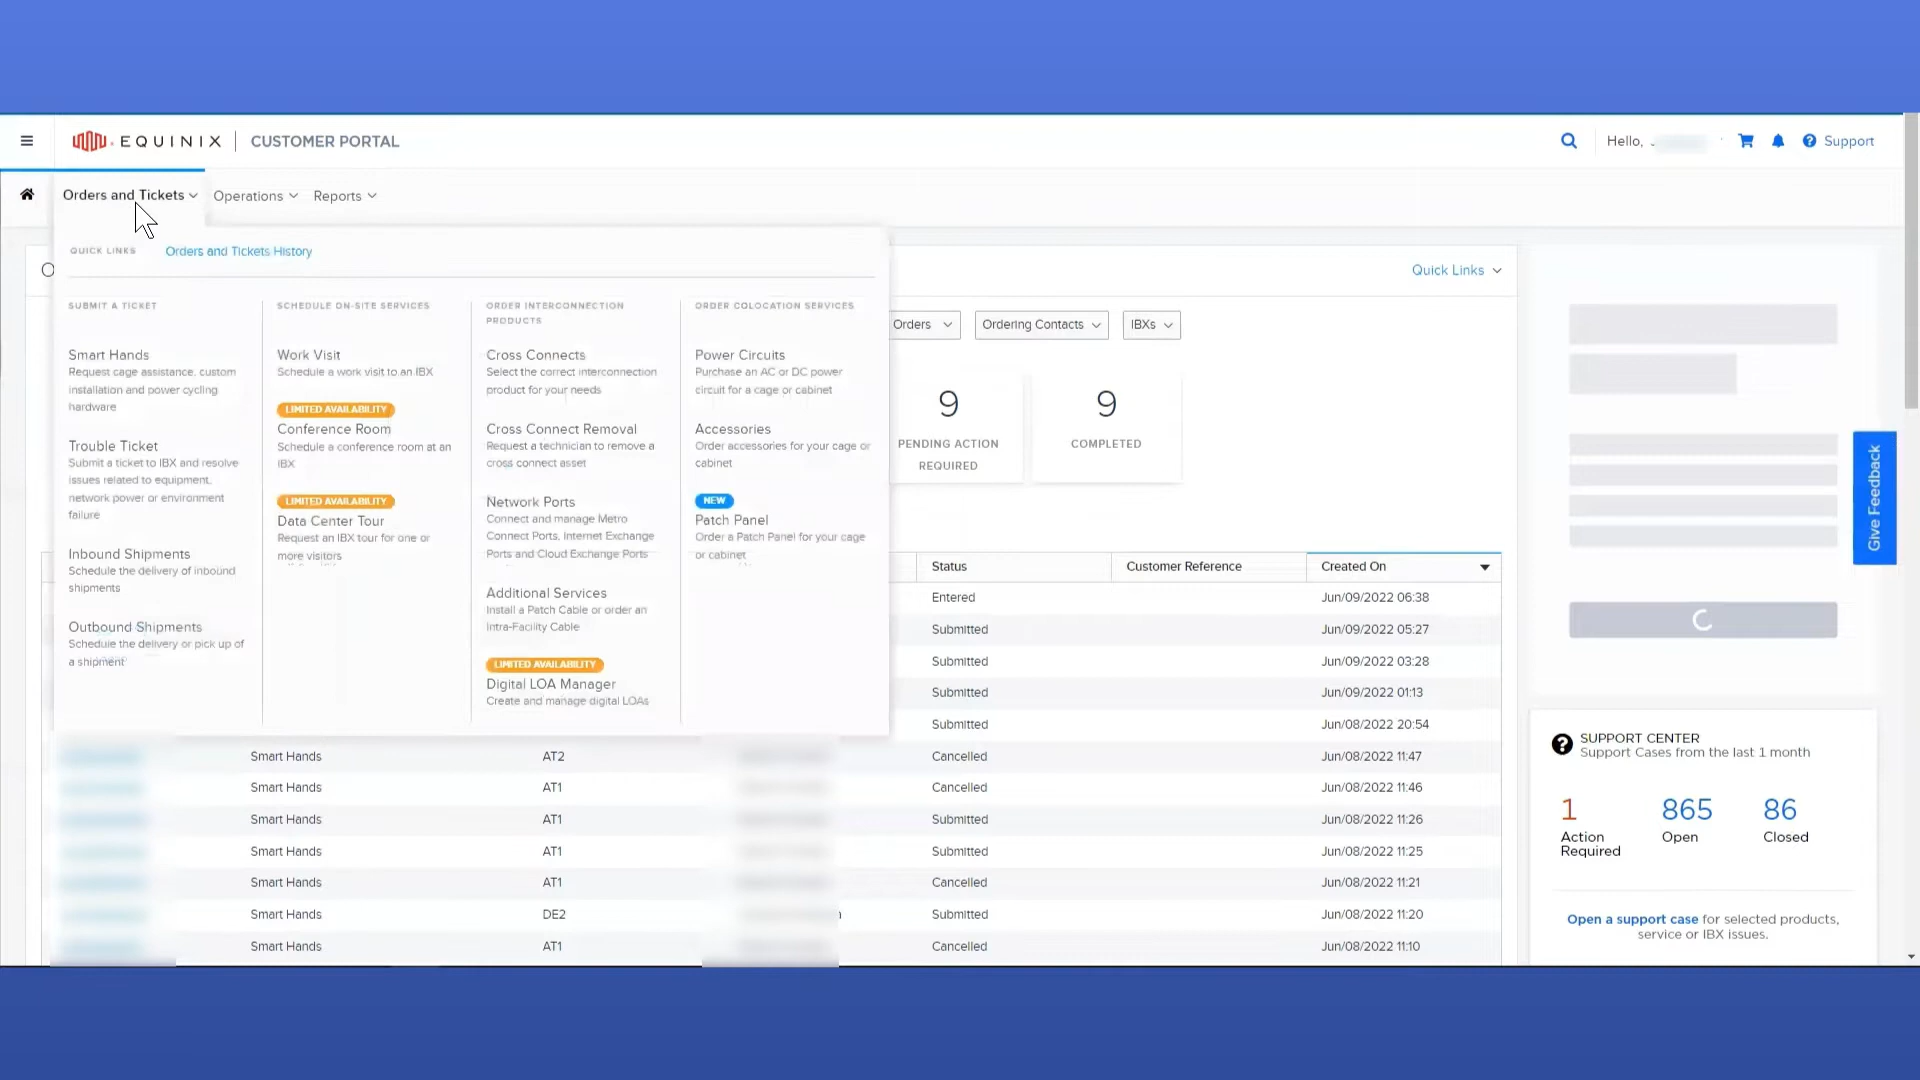 EQUINIX CUSTOMER PORTAL
Hello,
Support
Orders and Tickets
Operations
Reports
QUICK LINKS
Orders and Tickets History
Quick Links
SUBMIT A TICKET
Smart Hands
Request cage assistance, custom
installation and power cycling
hardware
Trouble Ticket
Submit a ticket to IBX and resolve
issues related to equipment,
network power or environment
failure
Inbound Shipments
Schedule the delivery of inbound
shipments
Outbound Shipments
Schedule the delivery or pick up of
a shipment
SCHEDULE ON-SITE SERVICES
Work Visit
Schedule a work visit to an IBX
LIMITED AVAILABILITY
Conference Room
Schedule a conference room at an
IBX
LIMITED AVAILABILITY
Data Center Tour
Request an IBX tour for one or
more visitors
ORDER INTERCONNECTION
PRODUCTS
Cross Connects
Select the correct interconnection
product for your needs
Cross Connect Removal
Request a technician to remove a
cross connect asset
Network Ports
Connect and manage Metro
Connect Ports, Internet Exchange
Ports and Cloud Exchange Ports
Additional Services
Install a Patch Cable or order an
Intra-Facility Cable
LIMITED AVAILABILITY
Digital LOA Manager
Create and manage digital LOAs
ORDER COLOCATION SERVICES
Power Circuits
Purchase an AC or DC power
circuit for a cage or cabinet
Accessories
Order accessories for your cage or
cabinet
NEW
Patch Panel
Order a Patch Panel for your cage
or cabinet
Orders
Ordering Contacts
IBXs
9
PENDING ACTION
REQUIRED
9
COMPLETED
Give Feedback
Status Customer Reference Created On
Entered Jun/09/2022 06:38
Submitted Jun/09/2022 05:27
Submitted Jun/09/2022 03:28
Submitted Jun/09/2022 01:13
Submitted Jun/08/2022 20:54
Smart Hands AT2 Cancelled Jun/08/2022 11:47
Smart Hands AT1 Cancelled Jun/08/2022 11:46
Smart Hands AT1 Submitted Jun/08/2022 11:26
Smart Hands AT1 Submitted Jun/08/2022 11:25
Smart Hands AT1 Cancelled Jun/08/2022 11:21
Smart Hands DE2 Submitted Jun/08/2022 11:20
Smart Hands AT1 Cancelled Jun/08/2022 11:10
SUPPORT CENTER
Support Cases from the last 1 month
1
Action
Required
865
Open
86
Closed
Open a support case for selected products,
service or IBX issues.